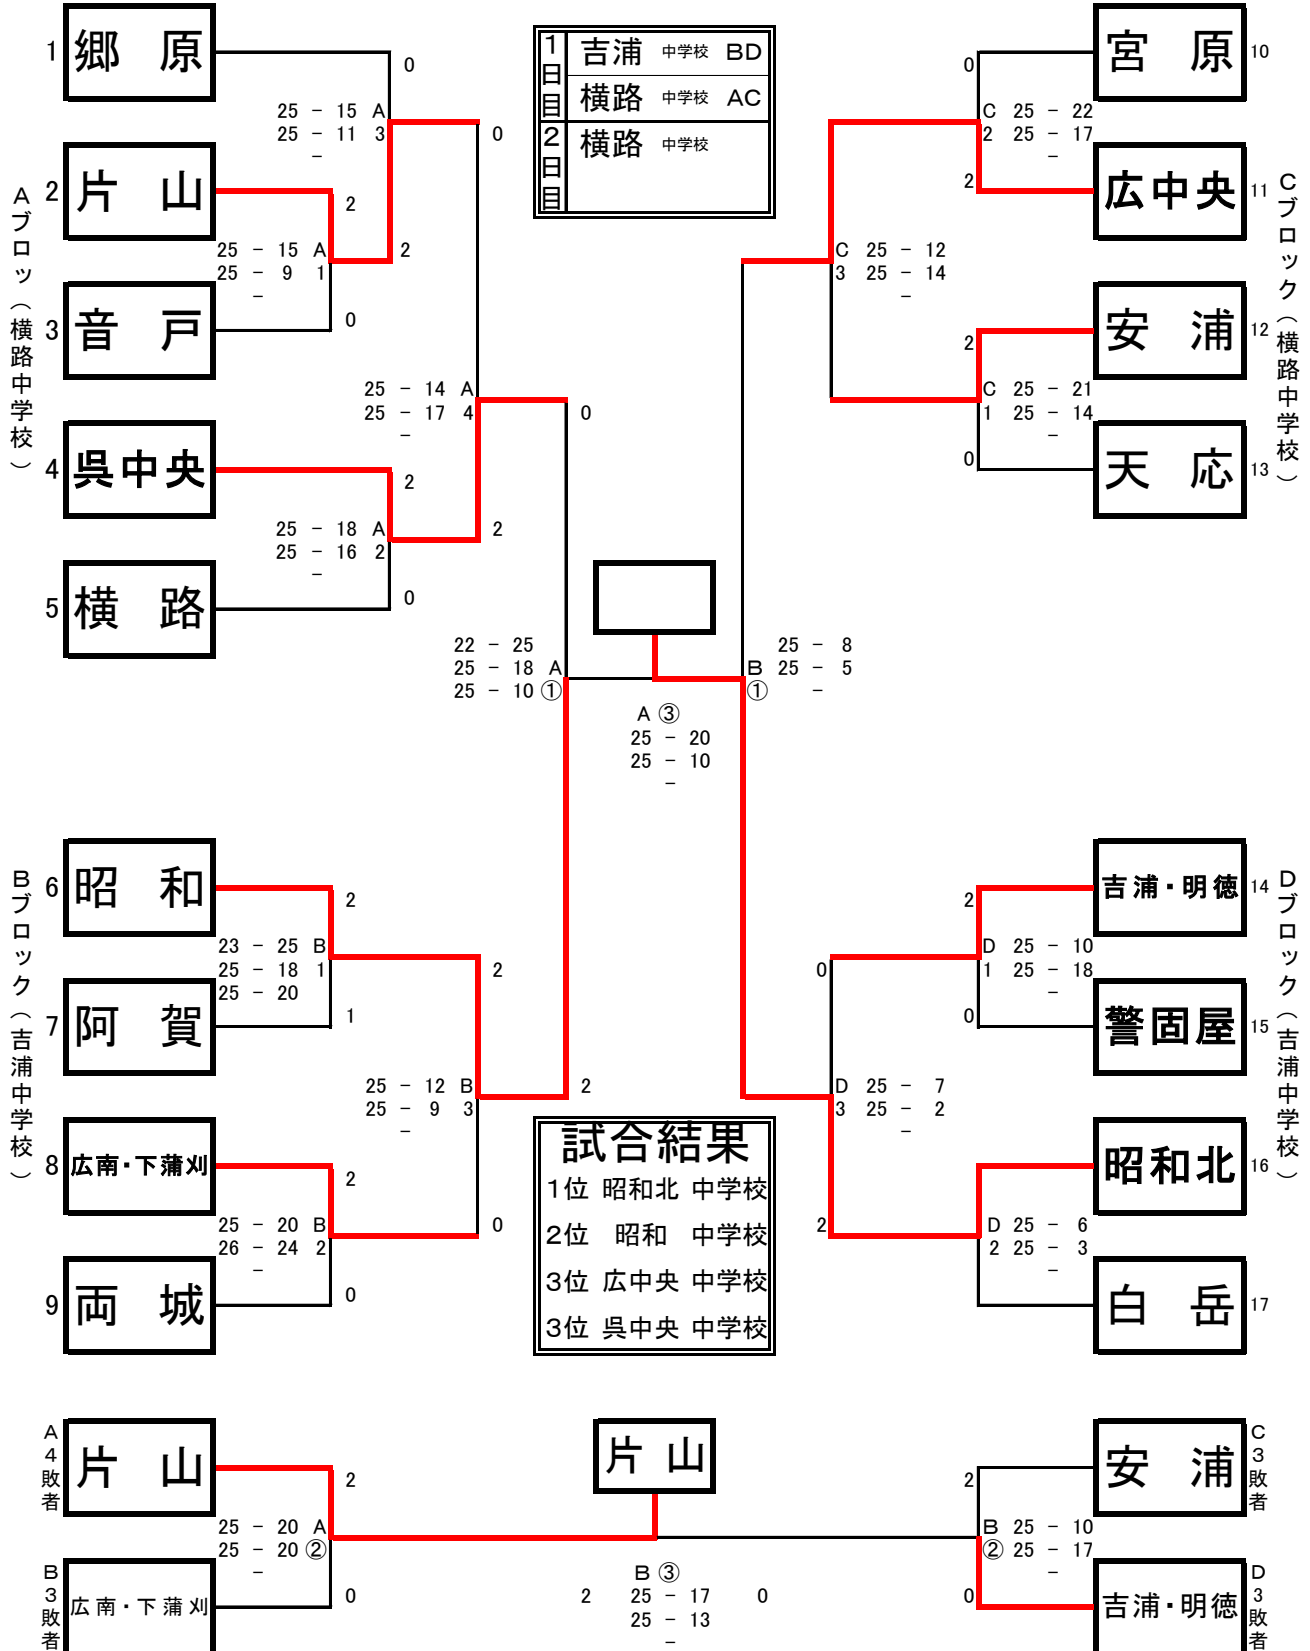 1日目 吉浦 中学校 BD
横路 中学校 AC
2日目 横路 中学校
Aブロッ（横路中学校）
1 郷 原
0
25 - 15 A
25 - 11 3
-
0
2 片 山
2
2
25 - 15 A
25 - 9 1
-
3 音 戸
0
25 - 14 A
25 - 17 4
-
0
4 呉中央
2
25 - 18 A
25 - 16 2
-
2
5 横 路
0
22 - 25
25 - 18 A
25 - 10 ①
Cブロック（横路中学校）
宮 原 10
0
C 25 - 22
2 25 - 17
-
2
広中央 11
C 25 - 12
3 25 - 14
-
安 浦 12
2
C 25 - 21
1 25 - 14
-
0
天 応 13
25 - 8
B 25 - 5
① -
A ③
25 - 20
25 - 10
-
Bブロック（吉浦中学校）
6 昭 和
2
23 - 25 B
25 - 18 1
25 - 20
2
7 阿 賀
1
25 - 12 B
25 - 9 3
-
2
8 広南・下蒲刈
2
25 - 20 B
26 - 24 2
-
0
9 両 城
0
Dブロック（吉浦中学校）
吉浦・明徳 14
2
D 25 - 10
1 25 - 18
-
0
0
警固屋 15
D 25 - 7
3 25 - 2
-
昭和北 16
2
D 25 - 6
2 25 - 3
-
白 岳 17
試合結果
1位 昭和北 中学校
2位 昭和 中学校
3位 広中央 中学校
3位 呉中央 中学校
A4敗者 片 山
2
25 - 20 A
25 - 20 ②
-
B3敗者 広南・下蒲刈
0
片 山
B ③
2 25 - 17 0
25 - 13
-
安 浦 C3敗者
2
B 25 - 10
② 25 - 17
-
0
吉浦・明徳 D3敗者